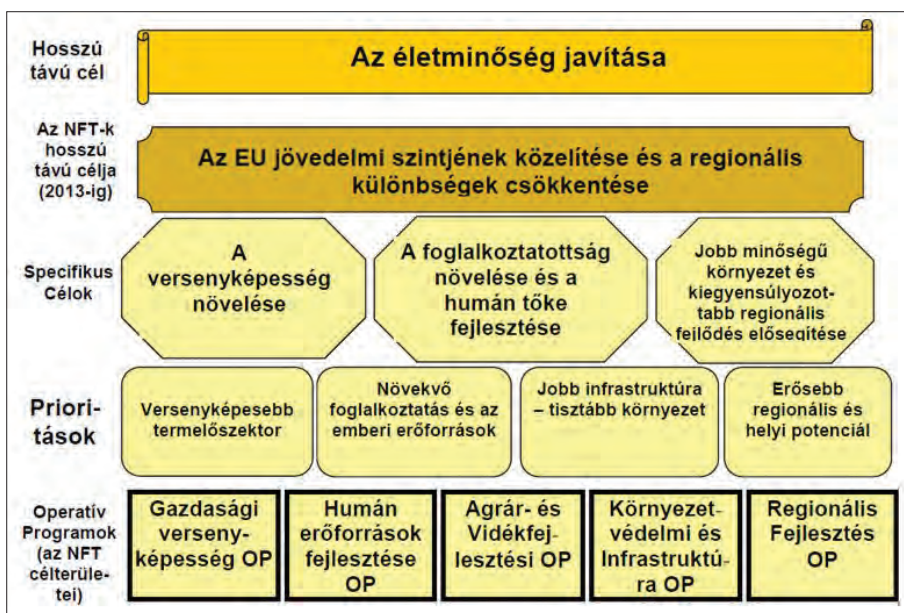 Hosszú
távú cél
Az életminőség javítása
Az NFT-k
hosszú
távú célja
(2013-ig)
Az EU jövedelmi szintjének közelítése és a regionális
különbségek csökkentése
Specifikus
Célok
A
versenyképesség
növelése
A foglalkoztatottság
növelése és a
humán tőke
fejlesztése
Jobb minőségű
környezet és
kiegyensúlyozot-
tabb regionális
fejlődés elősegítése
Priori-
tások
Versenyképesebb
termelőszektor
Növekvő
foglalkoztatás és az
emberi erőforrások
Jobb infrastruktúra
– tisztább környezet
Erősebb
regionális és
helyi potenciál
Operatív
Programok
(az NFT
célterüle-
tei)
Gazdasági
verseny-
képesség OP
Humán
erőforrások
fejlesztése
OP
Agrár- és
Vidékfej-
lesztési OP
Környezet-
védelmi és
Infrastruktú-
ra OP
Regionális
Fejlesztés
OP